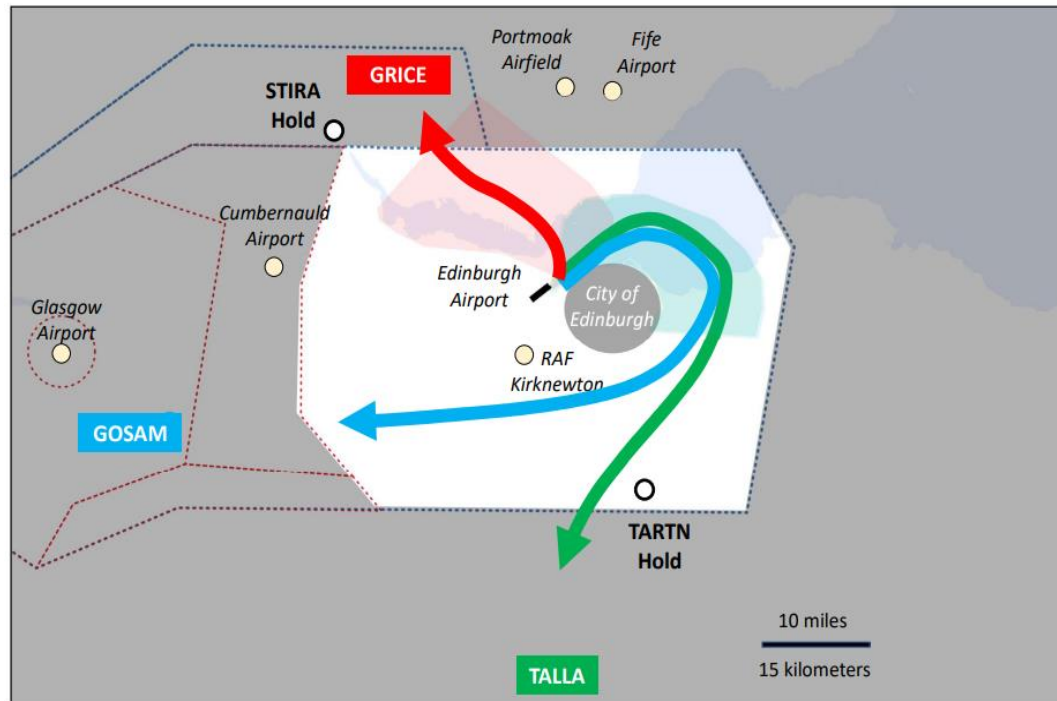 Portmoak
Airfield
Fife
Airport
GRICE
STIRA
Hold
Cumbernauld
Airport
Edinburgh
Airport
City of
Edinburgh
Glasgow
Airport
RAF
Kirknewton
GOSAM
TARTN
Hold
10 miles
15 kilometers
TALLA